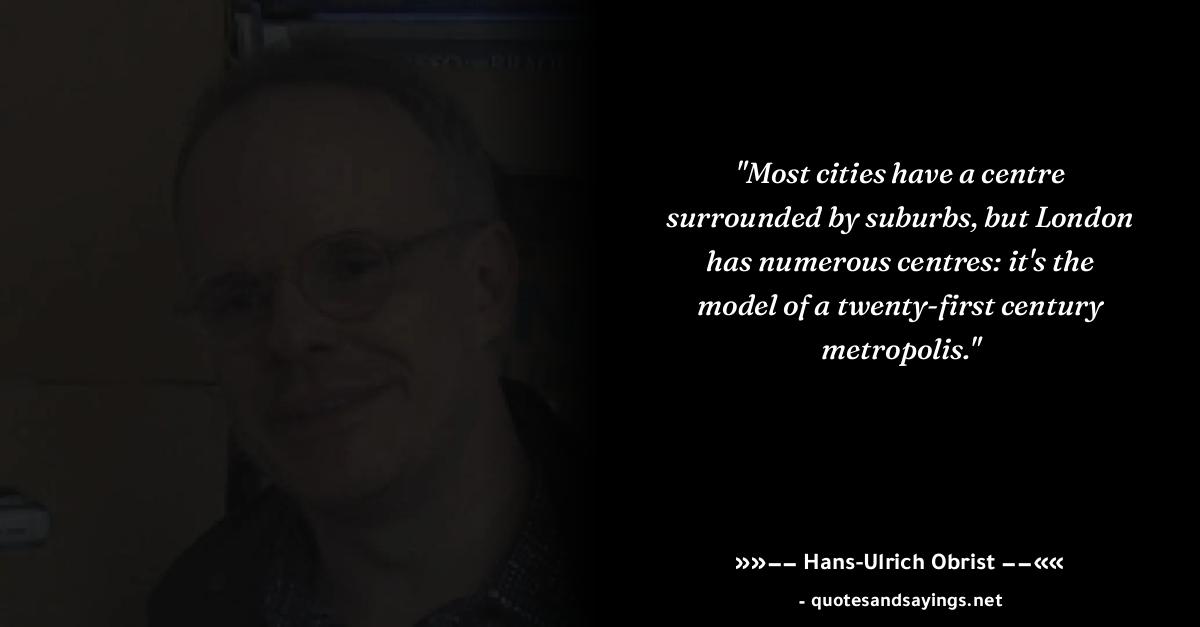 "Most cities have a centre
surrounded by suburbs, but London
has numerous centres: it's the
model of a twenty-first century
metropolis."
»»−− Hans-Ulrich Obrist −−««
- quotesandsayings.net